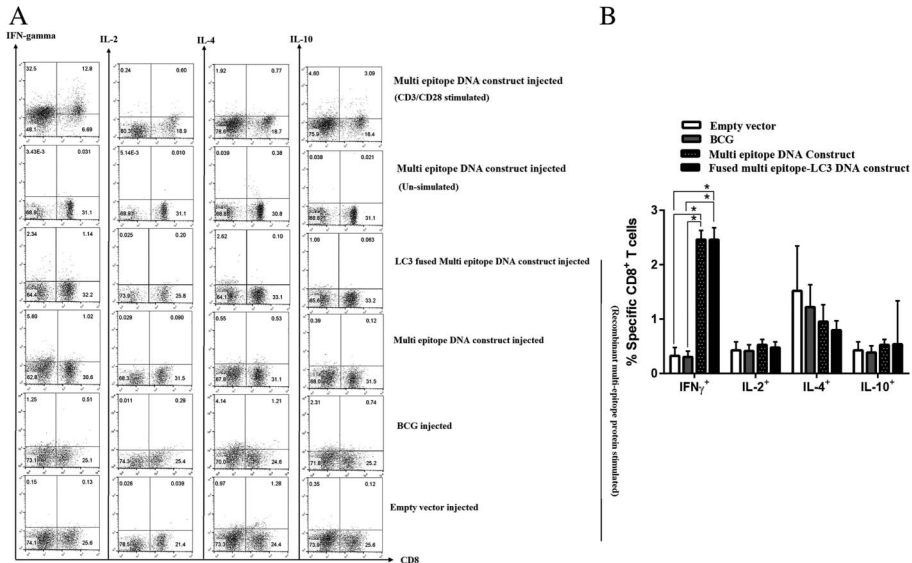 A
IFN-gamma
IL-2
IL-4
IL-10
32.5 12.8
0.24 0.60
1.92 0.77
4.60 3.09
48.1 6.69
80.3 18.9
78.6 18.7
75.9 16.4
Multi epitope DNA construct injected
(CD3/CD28 stimulated)
3.43E-3 0.031
5.14E-3 0.010
0.039 0.38
0.038 0.021
68.9 31.1
68.9 31.1
68.8 30.8
68.8 31.1
Multi epitope DNA construct injected
(Un-simulated)
2.34 1.14
0.025 0.20
2.62 0.10
1.09 0.063
64.4 32.2
73.9 25.8
64.1 33.1
65.6 33.2
LC3 fused Multi epitope DNA construct injected
5.60 1.02
0.029 0.090
0.55 0.53
0.39 0.12
62.8 30.6
68.3 31.5
67.8 31.1
68.0 31.5
Multi epitope DNA construct injected
1.25 0.51
0.011 0.29
4.14 1.21
2.31 0.74
73.1 25.1
74.3 25.4
70.0 24.6
71.8 25.2
BCG injected
0.15 0.13
0.026 0.039
0.97 1.28
0.35 0.12
74.1 25.6
78.5 21.4
73.3 24.4
73.9 25.6
Empty vector injected
CD8
(Recombinant multi-epitope protein stimulated)
B
Empty vector
BCG
Multi epitope DNA Construct
Fused multi epitope-LC3 DNA construct
% Specific CD8⁺ T cells
3
2
1
0
*
*
*
*
IFNγ⁺ IL-2⁺ IL-4⁺ IL-10⁺